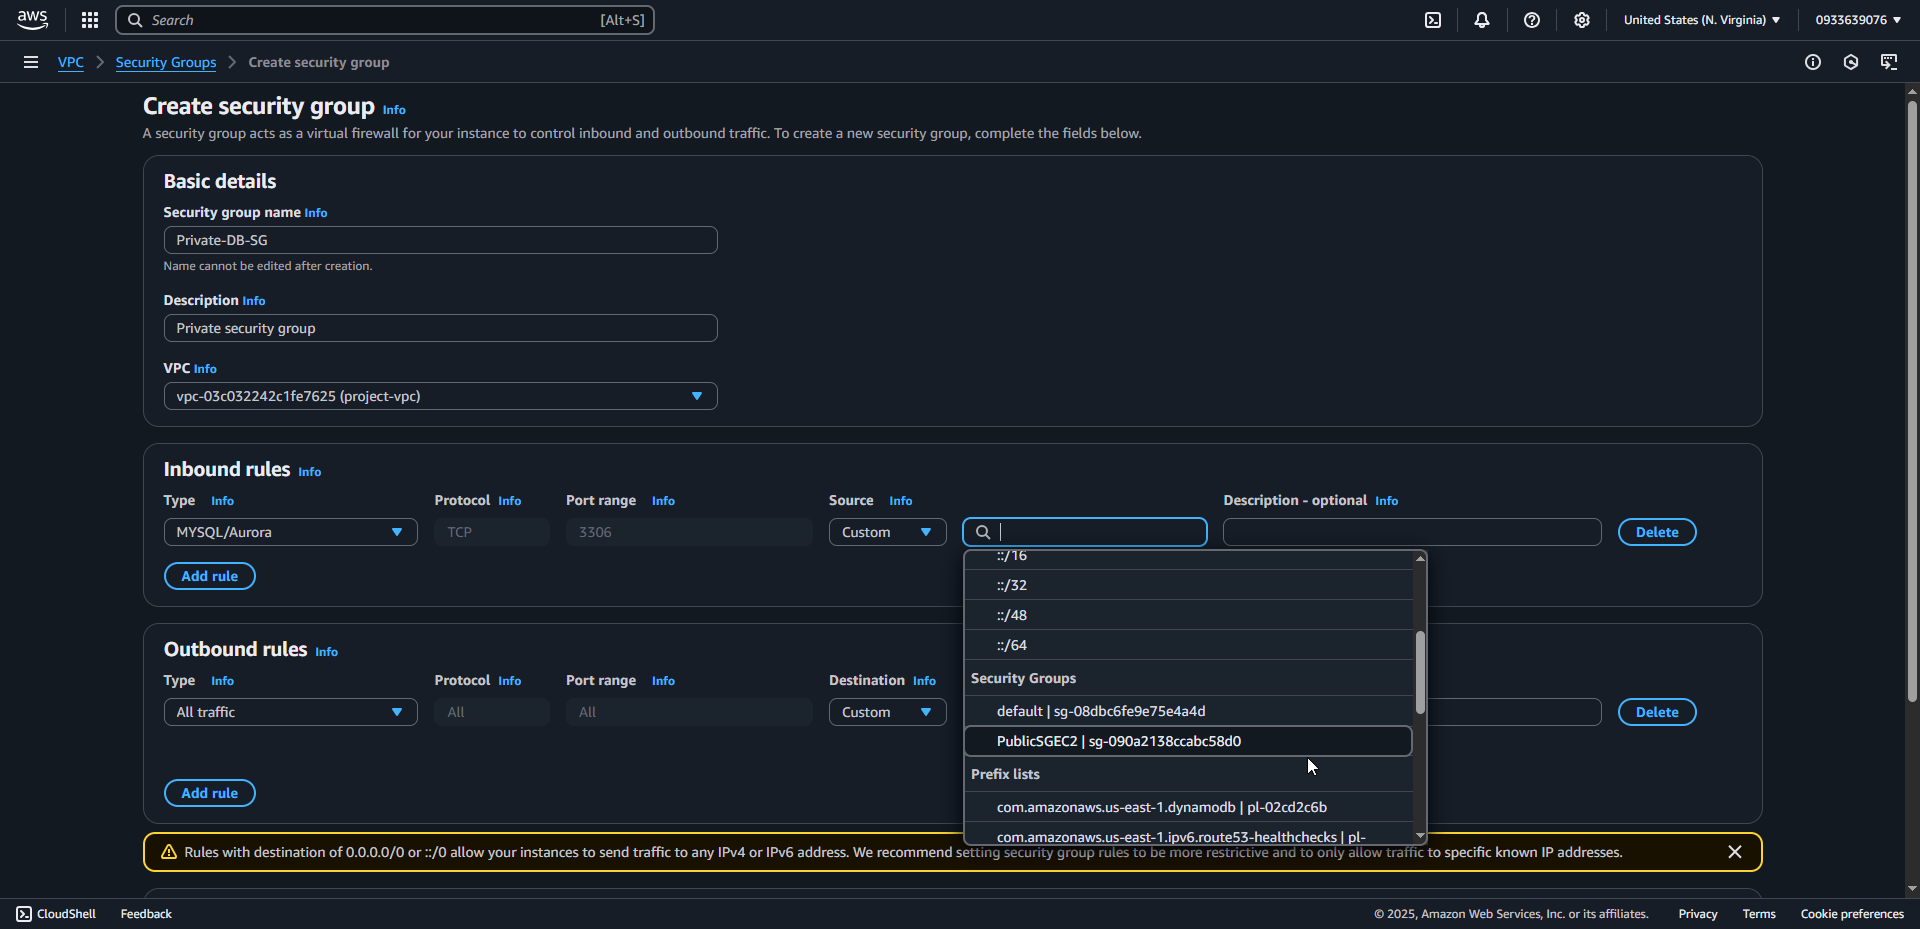 aws
Search [Alt+S] United States (N. Virginia) 0933639076
VPC Security Groups Create security group
Create security group Info
A security group acts as a virtual firewall for your instance to control inbound and outbound traffic. To create a new security group, complete the fields below.
Basic details
Security group name Info
Private-DB-SG
Name cannot be edited after creation.
Description Info
Private security group
VPC Info
vpc-03c032242c1fe7625 (project-vpc)
Inbound rules Info
Type Info Protocol Info Port range Info Source Info Description - optional Info
MYSQL/Aurora TCP 3306 Custom Delete
Add rule
::/16
::/32
::/48
::/64
Security Groups
default | sg-08dbc6fe9e75e4a4d
PublicSGEC2 | sg-090a2138ccabc58d0
Prefix lists
com.amazonaws.us-east-1.dynamodb | pl-02cd2c6b
com.amazonaws.us-east-1.ipv6.route53-healthchecks | pl-
Outbound rules Info
Type Info Protocol Info Port range Info Destination Info
All traffic All All Custom Delete
Add rule
Rules with destination of 0.0.0.0/0 or ::/0 allow your instances to send traffic to any IPv4 or IPv6 address. We recommend setting security group rules to be more restrictive and to only allow traffic to specific known IP addresses.
CloudShell Feedback © 2025, Amazon Web Services, Inc. or its affiliates. Privacy Terms Cookie preferences